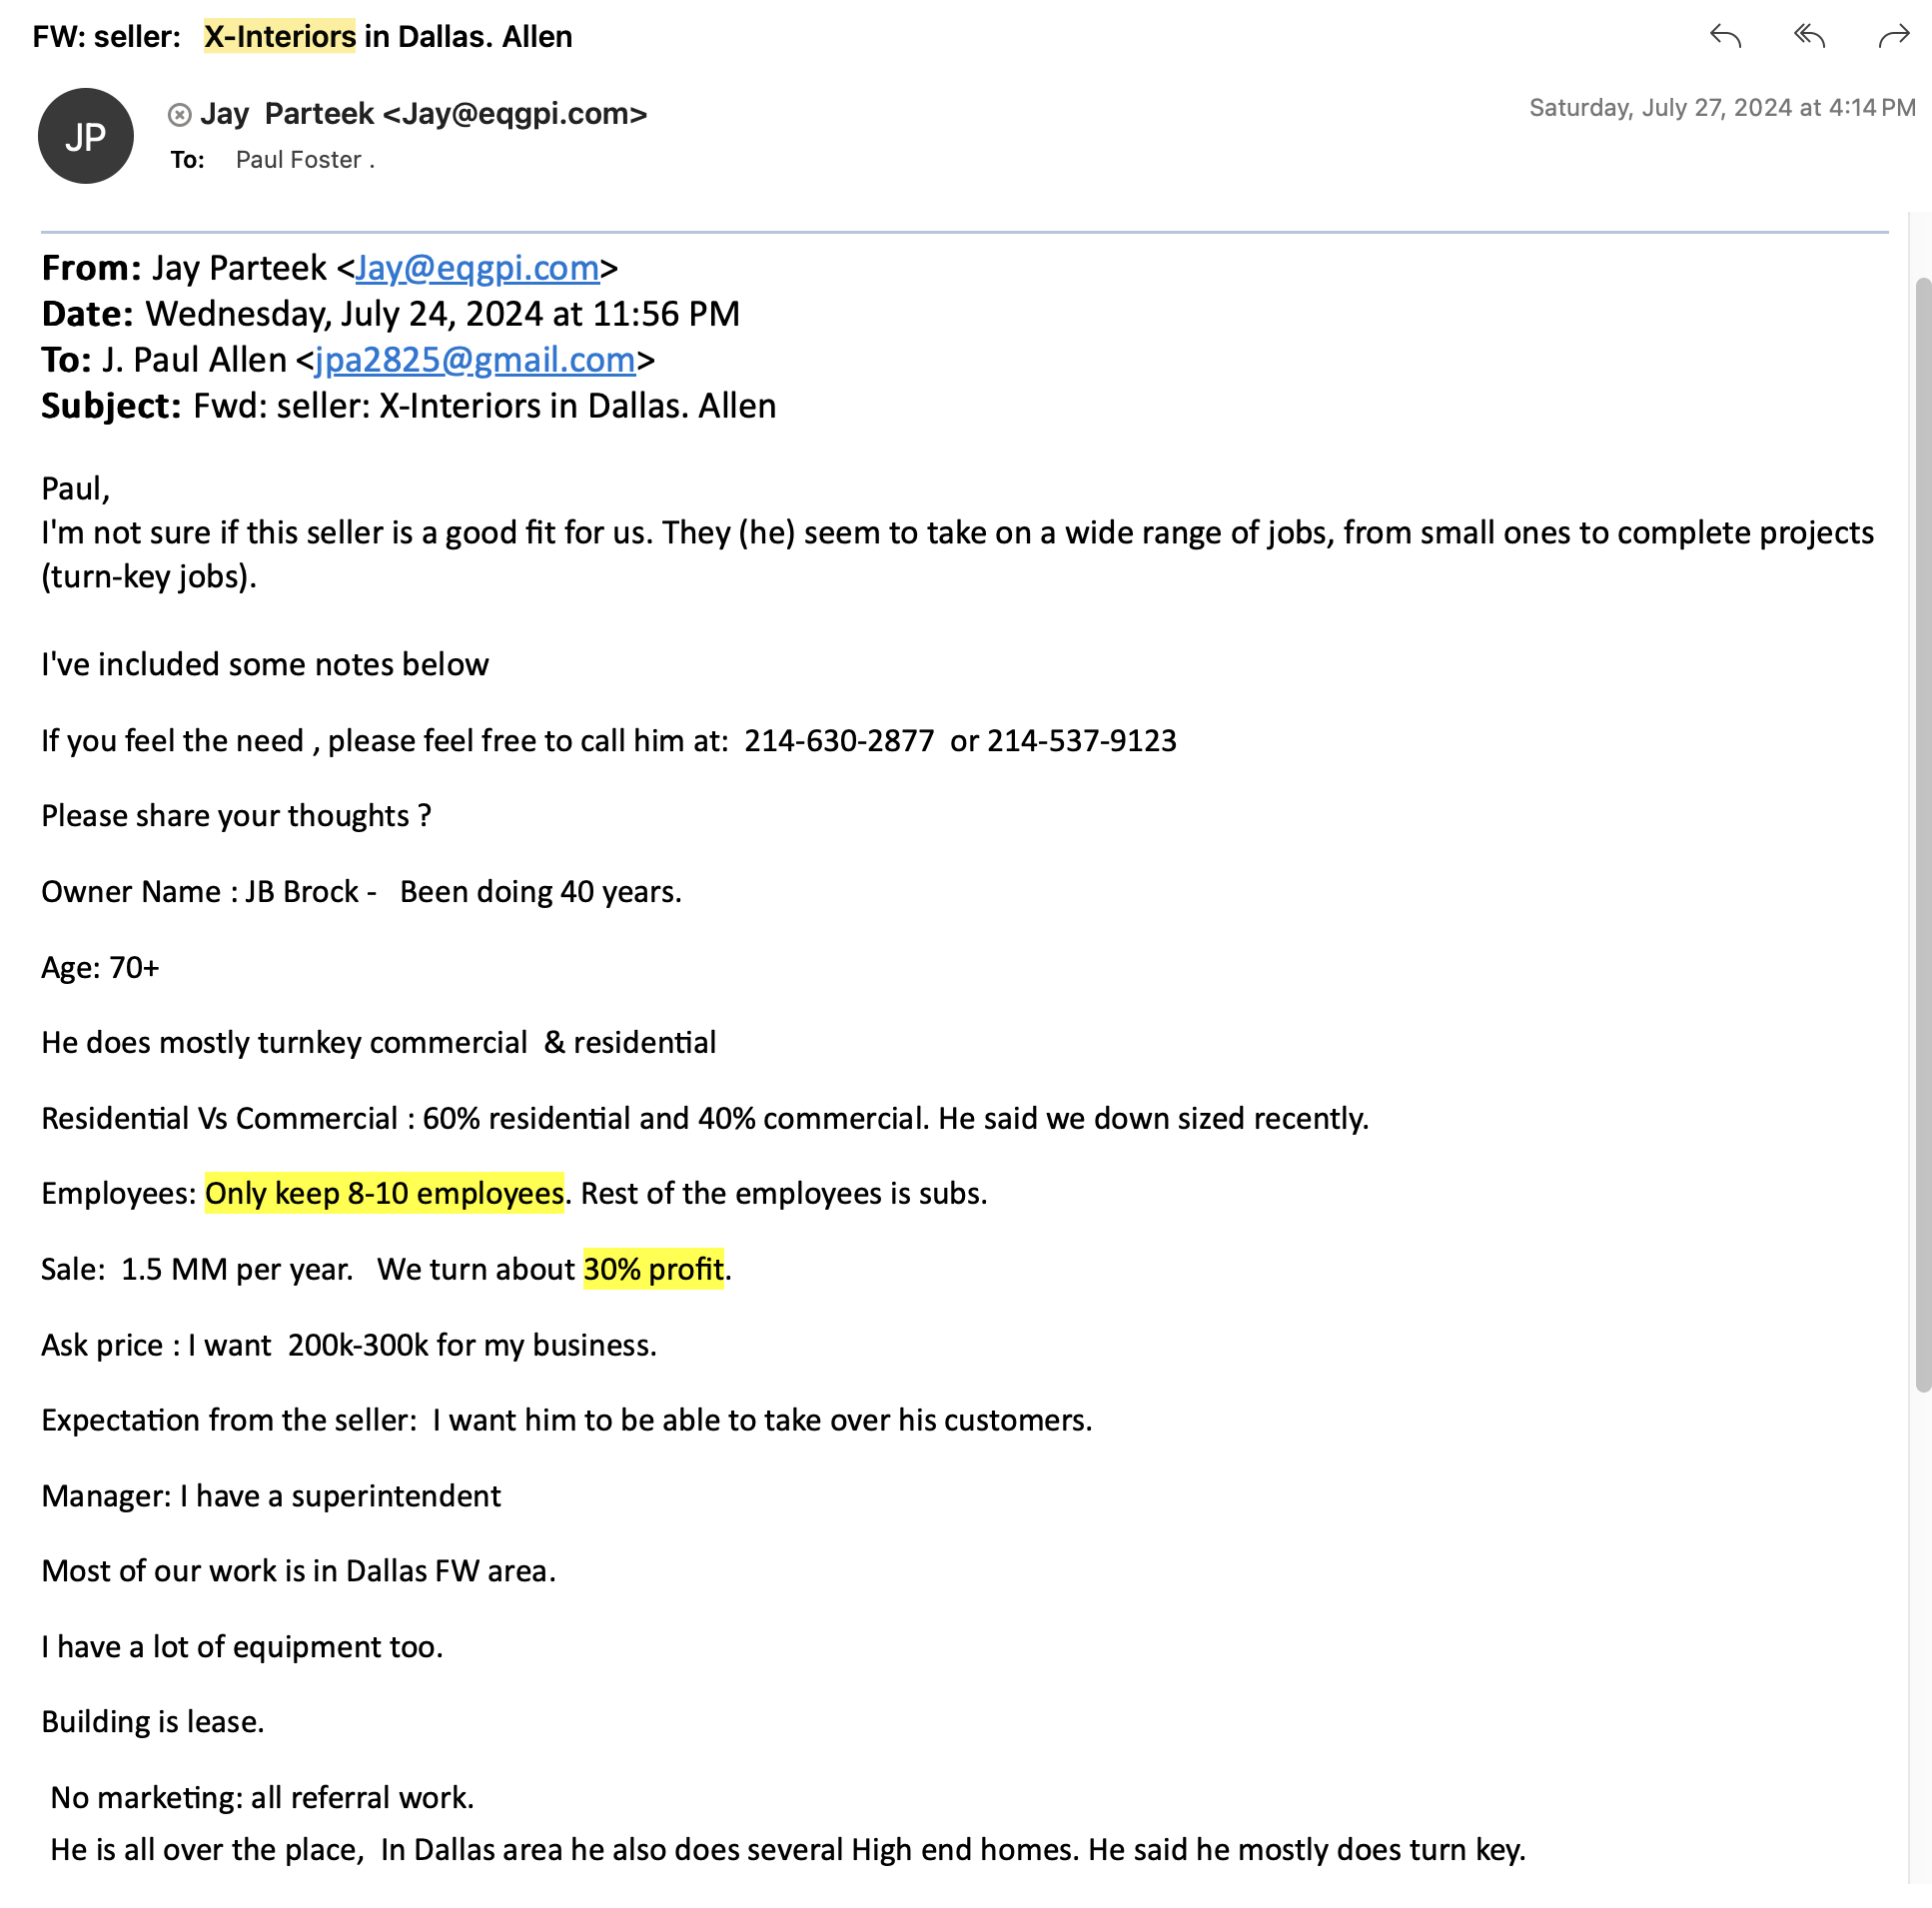 FW: seller: X-Interiors in Dallas. Allen
JP
Jay Parteek <Jay@eqgpi.com>
Saturday, July 27, 2024 at 4:14 PM
To: Paul Foster .
From: Jay Parteek <Jay@eqgpi.com>
Date: Wednesday, July 24, 2024 at 11:56 PM
To: J. Paul Allen <jpa2825@gmail.com>
Subject: Fwd: seller: X-Interiors in Dallas. Allen
Paul,
I'm not sure if this seller is a good fit for us. They (he) seem to take on a wide range of jobs, from small ones to complete projects
(turn-key jobs).
I've included some notes below
If you feel the need , please feel free to call him at: 214-630-2877 or 214-537-9123
Please share your thoughts ?
Owner Name : JB Brock - Been doing 40 years.
Age: 70+
He does mostly turnkey commercial & residential
Residential Vs Commercial : 60% residential and 40% commercial. He said we down sized recently.
Employees: Only keep 8-10 employees. Rest of the employees is subs.
Sale: 1.5 MM per year. We turn about 30% profit.
Ask price : I want 200k-300k for my business.
Expectation from the seller: I want him to be able to take over his customers.
Manager: I have a superintendent
Most of our work is in Dallas FW area.
I have a lot of equipment too.
Building is lease.
No marketing: all referral work.
He is all over the place, In Dallas area he also does several High end homes. He said he mostly does turn key.